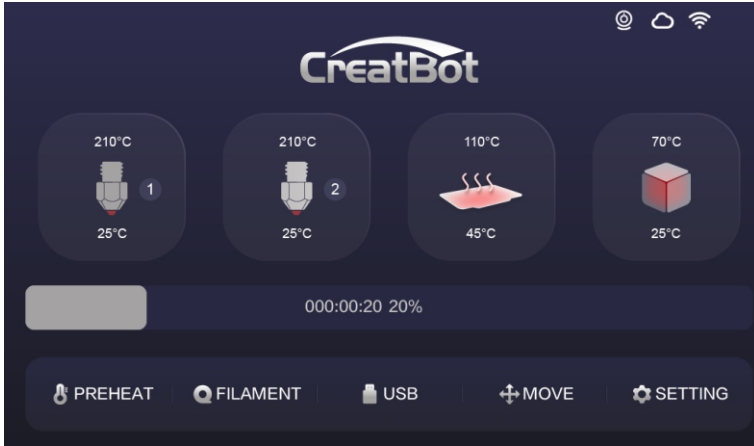 CreatBot
210°C 210°C 110°C 70°C
1 2
25°C 25°C 45°C 25°C
000:00:20 20%
PREHEAT FILAMENT USB MOVE SETTING